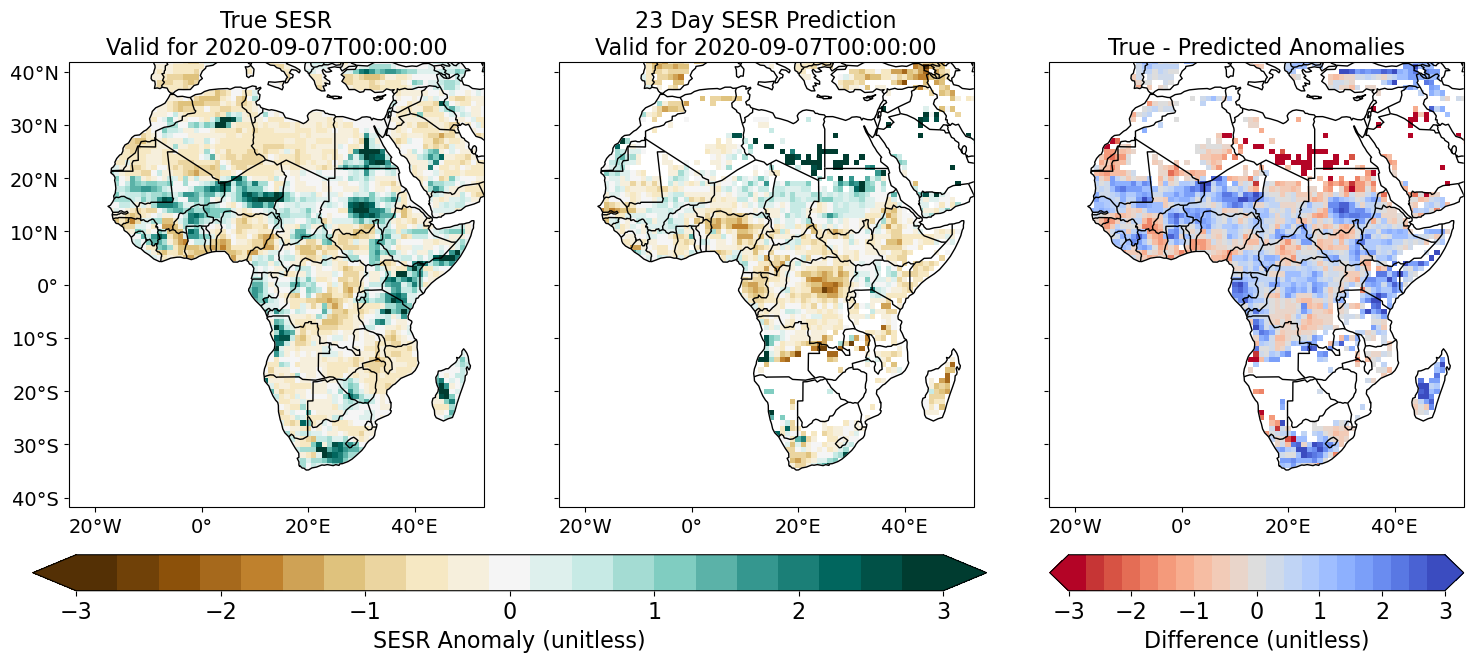 True SESR
Valid for 2020-09-07T00:00:00
23 Day SESR Prediction
Valid for 2020-09-07T00:00:00
True - Predicted Anomalies
40°N
30°N
20°N
10°N
0°
10°S
20°S
30°S
40°S
20°W 0° 20°E 40°E
20°W 0° 20°E 40°E
20°W 0° 20°E 40°E
−3 −2 −1 0 1 2 3
SESR Anomaly (unitless)
−3 −2 −1 0 1 2 3
Difference (unitless)